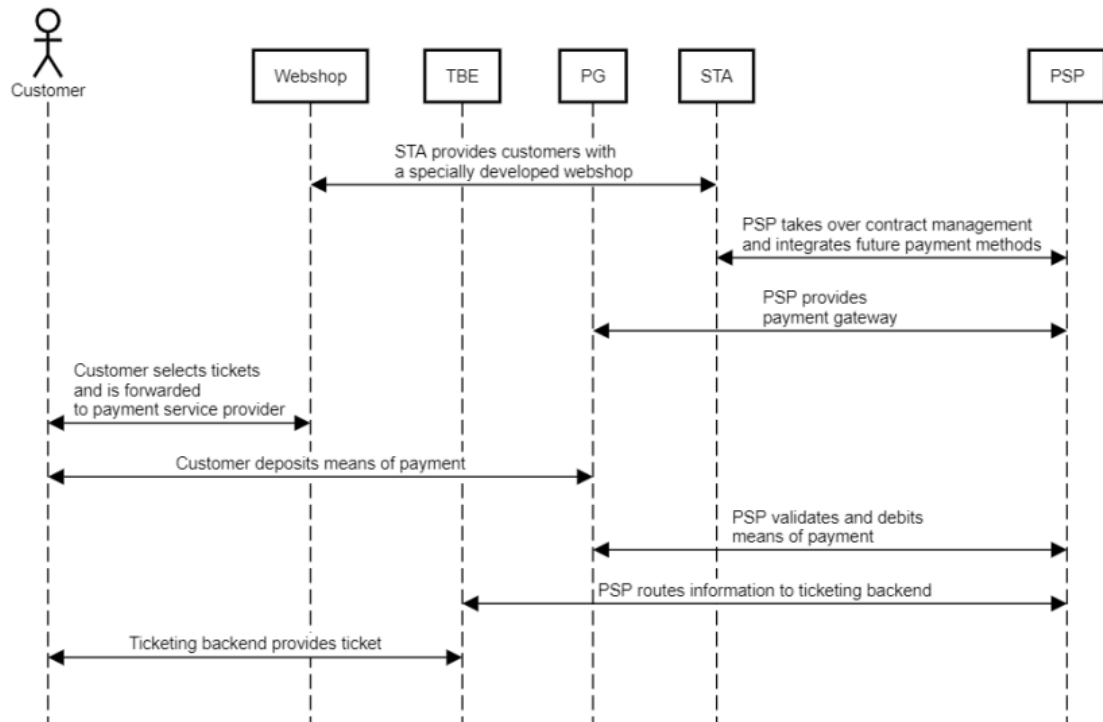 Customer
Webshop
TBE
PG
STA
PSP
STA provides customers with
a specially developed webshop
PSP takes over contract management
and integrates future payment methods
PSP provides
payment gateway
Customer selects tickets
and is forwarded
to payment service provider
Customer deposits means of payment
PSP validates and debits
means of payment
PSP routes information to ticketing backend
Ticketing backend provides ticket